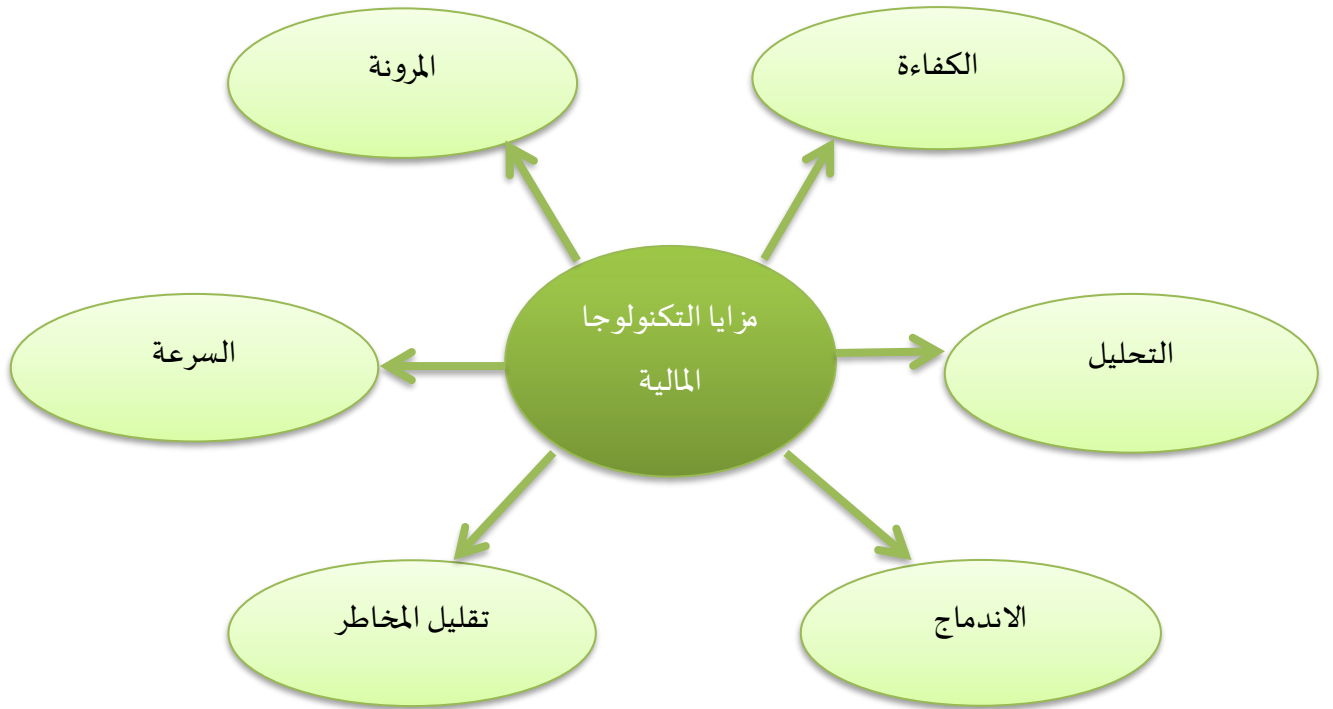 الكفاءة
المرونة
مزايا التكنولوجا
المالية
التحليل
السرعة
الاندماج
تقليل المخاطر